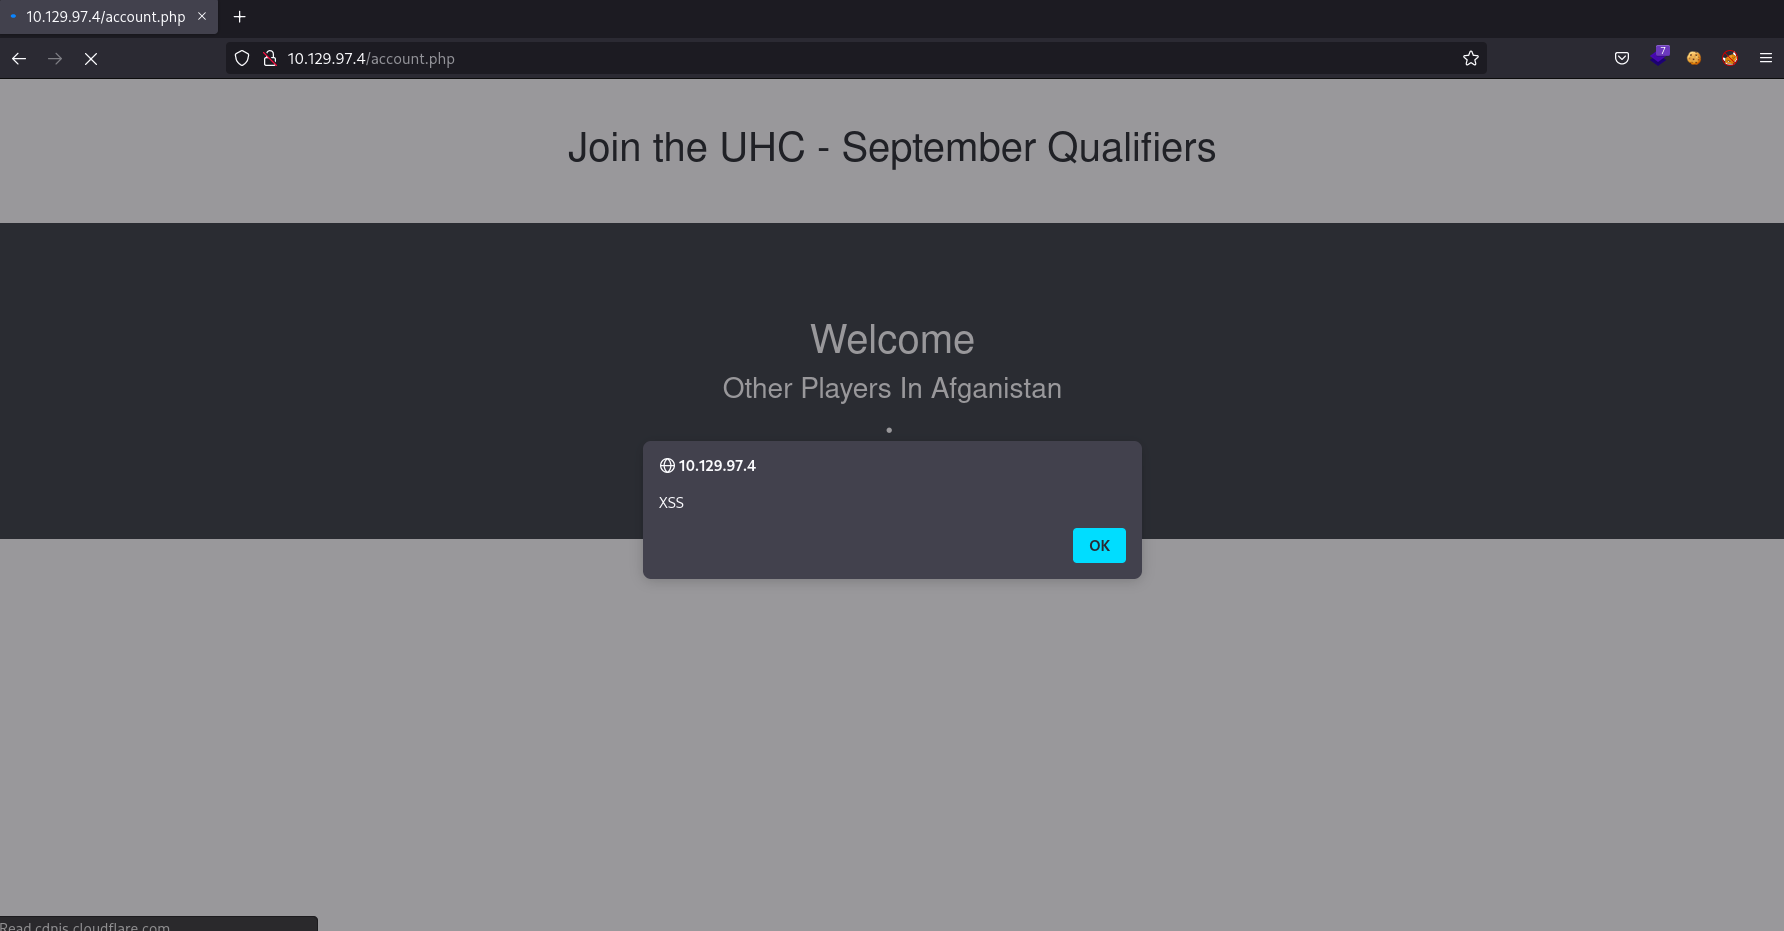 10.129.97.4/account.php
10.129.97.4/account.php
7
Join the UHC - September Qualifiers
Welcome
Other Players In Afganistan
10.129.97.4
XSS
OK
Read cdnjs.cloudflare.com